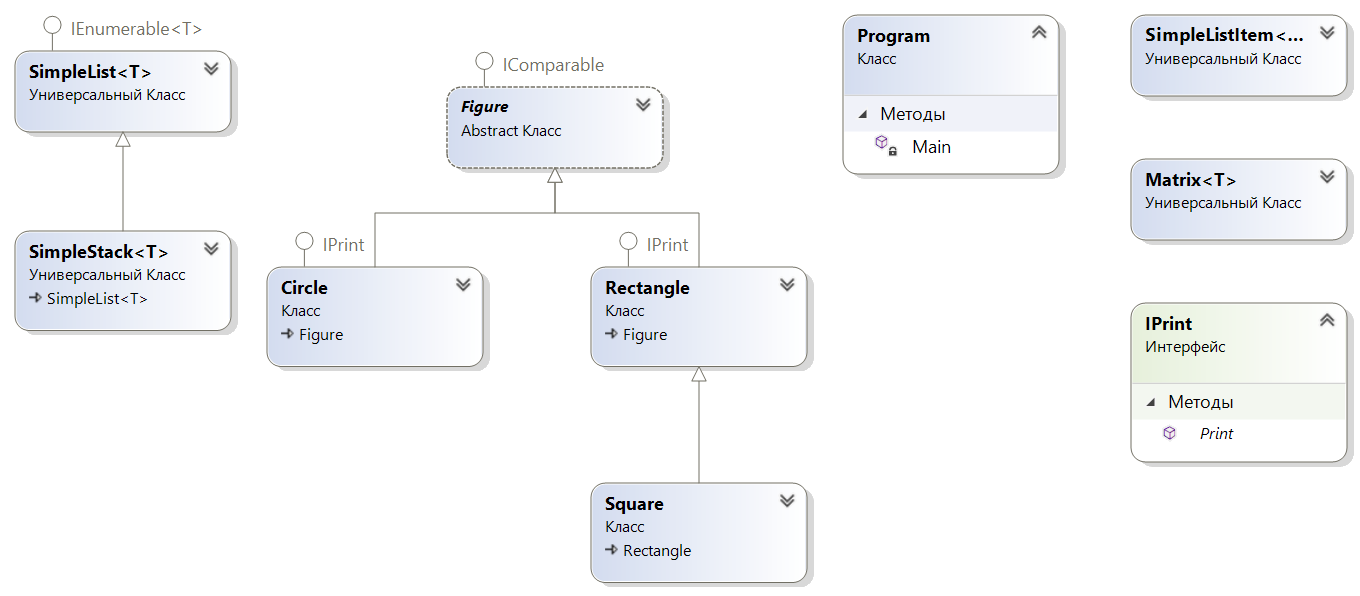 IEnumerable<T>
SimpleList<T>
Универсальный Класс
SimpleStack<T>
Универсальный Класс
SimpleList<T>
IComparable
Figure
Abstract Класс
IPrint
Circle
Класс
Figure
IPrint
Rectangle
Класс
Figure
Square
Класс
Rectangle
Program
Класс
Методы
Main
SimpleListItem<...
Универсальный Класс
Matrix<T>
Универсальный Класс
IPrint
Интерфейс
Методы
Print